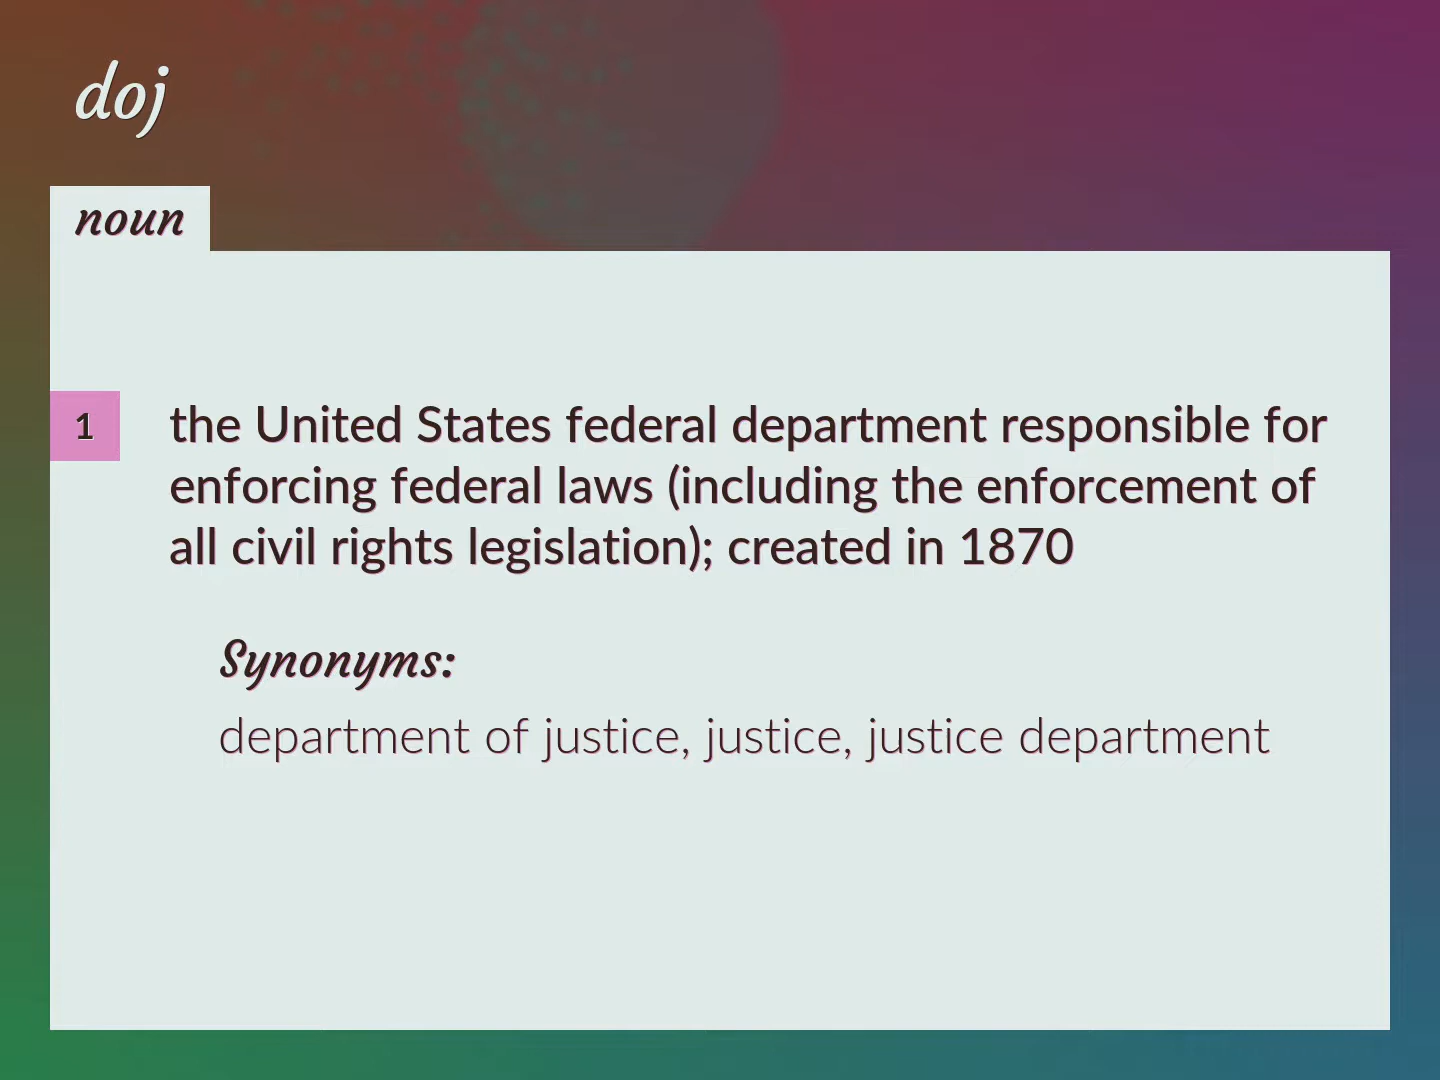 doj
noun
1
the United States federal department responsible for
enforcing federal laws (including the enforcement of
all civil rights legislation); created in 1870
Synonyms:
department of justice, justice, justice department